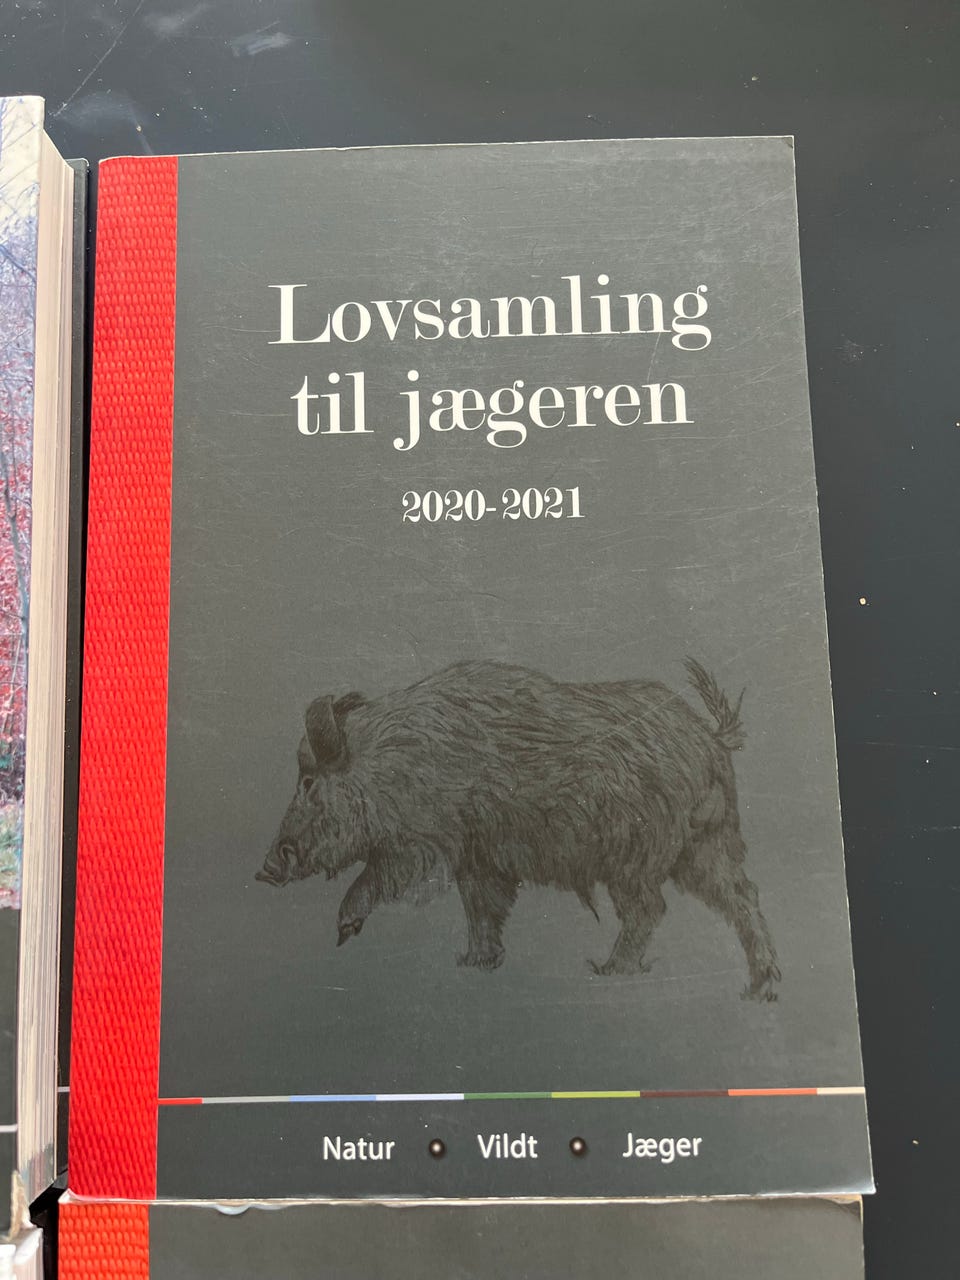 Lovsamling
til jægeren
2020-2021
Natur • Vildt • Jæger